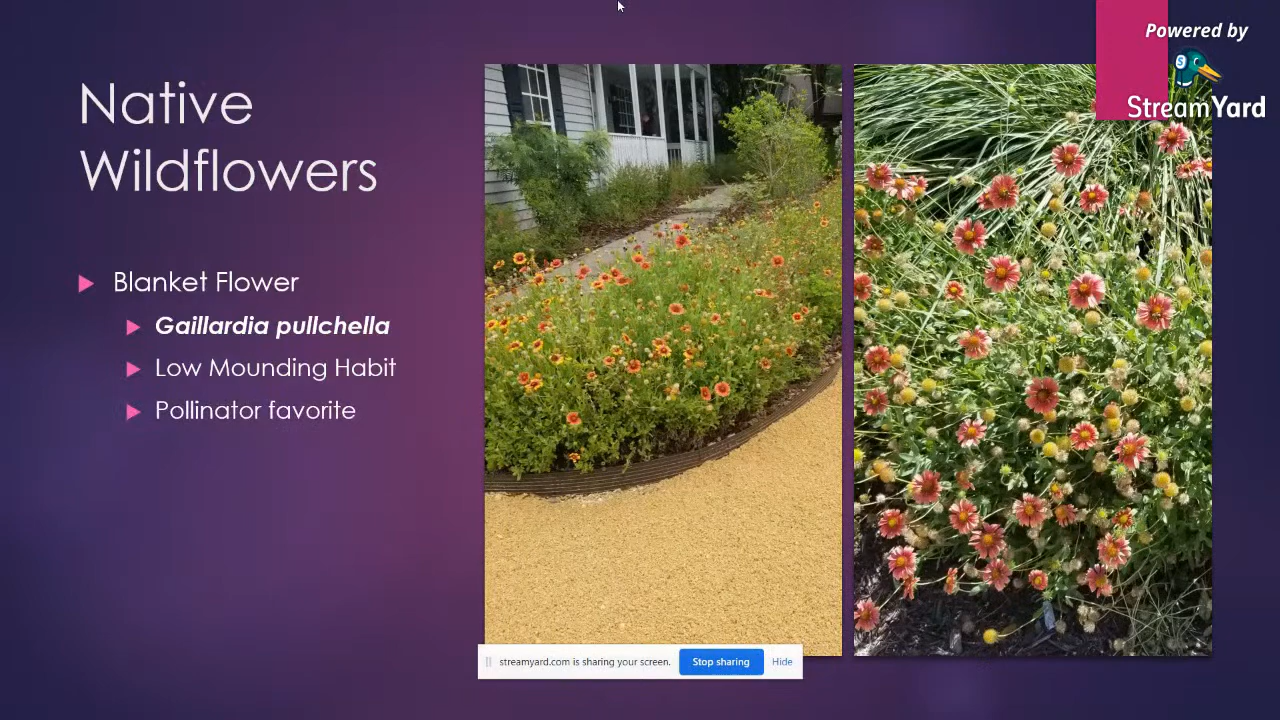 Powered by
StreamYard
Native
Wildflowers
Blanket Flower
Gaillardia pullchella
Low Mounding Habit
Pollinator favorite
streamyard.com is sharing your screen.
Stop sharing
Hide